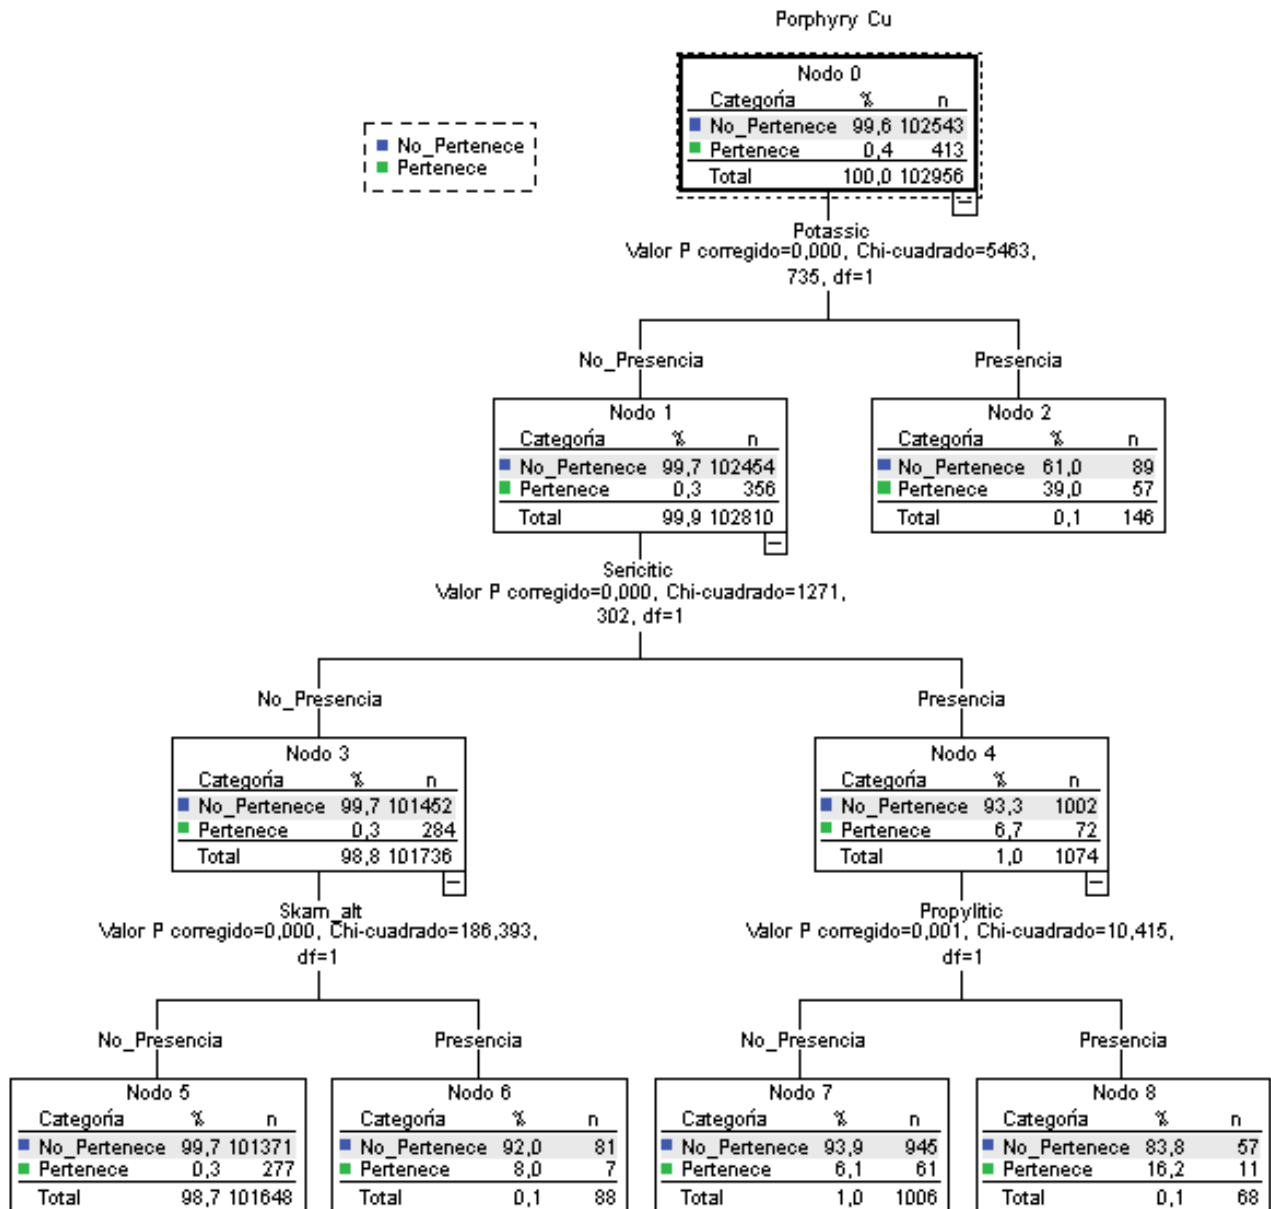 Porphyry Cu
Nodo 0
Categoría % n
No_Pertenece 99,6 102543
Pertenece 0,4 413
Total 100,0 102956
No_Pertenece
Pertenece
Potassic
Valor P corregido=0,000, Chi-cuadrado=5463,
735, df=1
No_Presencia
Presencia
Nodo 1
Categoría % n
No_Pertenece 99,7 102454
Pertenece 0,3 356
Total 99,9 102810
Nodo 2
Categoría % n
No_Pertenece 61,0 89
Pertenece 39,0 57
Total 0,1 146
Sericitic
Valor P corregido=0,000, Chi-cuadrado=1271,
302, df=1
No_Presencia
Presencia
Nodo 3
Categoría % n
No_Pertenece 99,7 101452
Pertenece 0,3 284
Total 98,8 101736
Nodo 4
Categoría % n
No_Pertenece 93,3 1002
Pertenece 6,7 72
Total 1,0 1074
Skarn_alt
Valor P corregido=0,000, Chi-cuadrado=186,393,
df=1
Propylitic
Valor P corregido=0,001, Chi-cuadrado=10,415,
df=1
No_Presencia
Presencia
No_Presencia
Presencia
Nodo 5
Categoría % n
No_Pertenece 99,7 101371
Pertenece 0,3 277
Total 98,7 101648
Nodo 6
Categoría % n
No_Pertenece 92,0 81
Pertenece 8,0 7
Total 0,1 88
Nodo 7
Categoría % n
No_Pertenece 93,9 945
Pertenece 6,1 61
Total 1,0 1006
Nodo 8
Categoría % n
No_Pertenece 83,8 57
Pertenece 16,2 11
Total 0,1 68